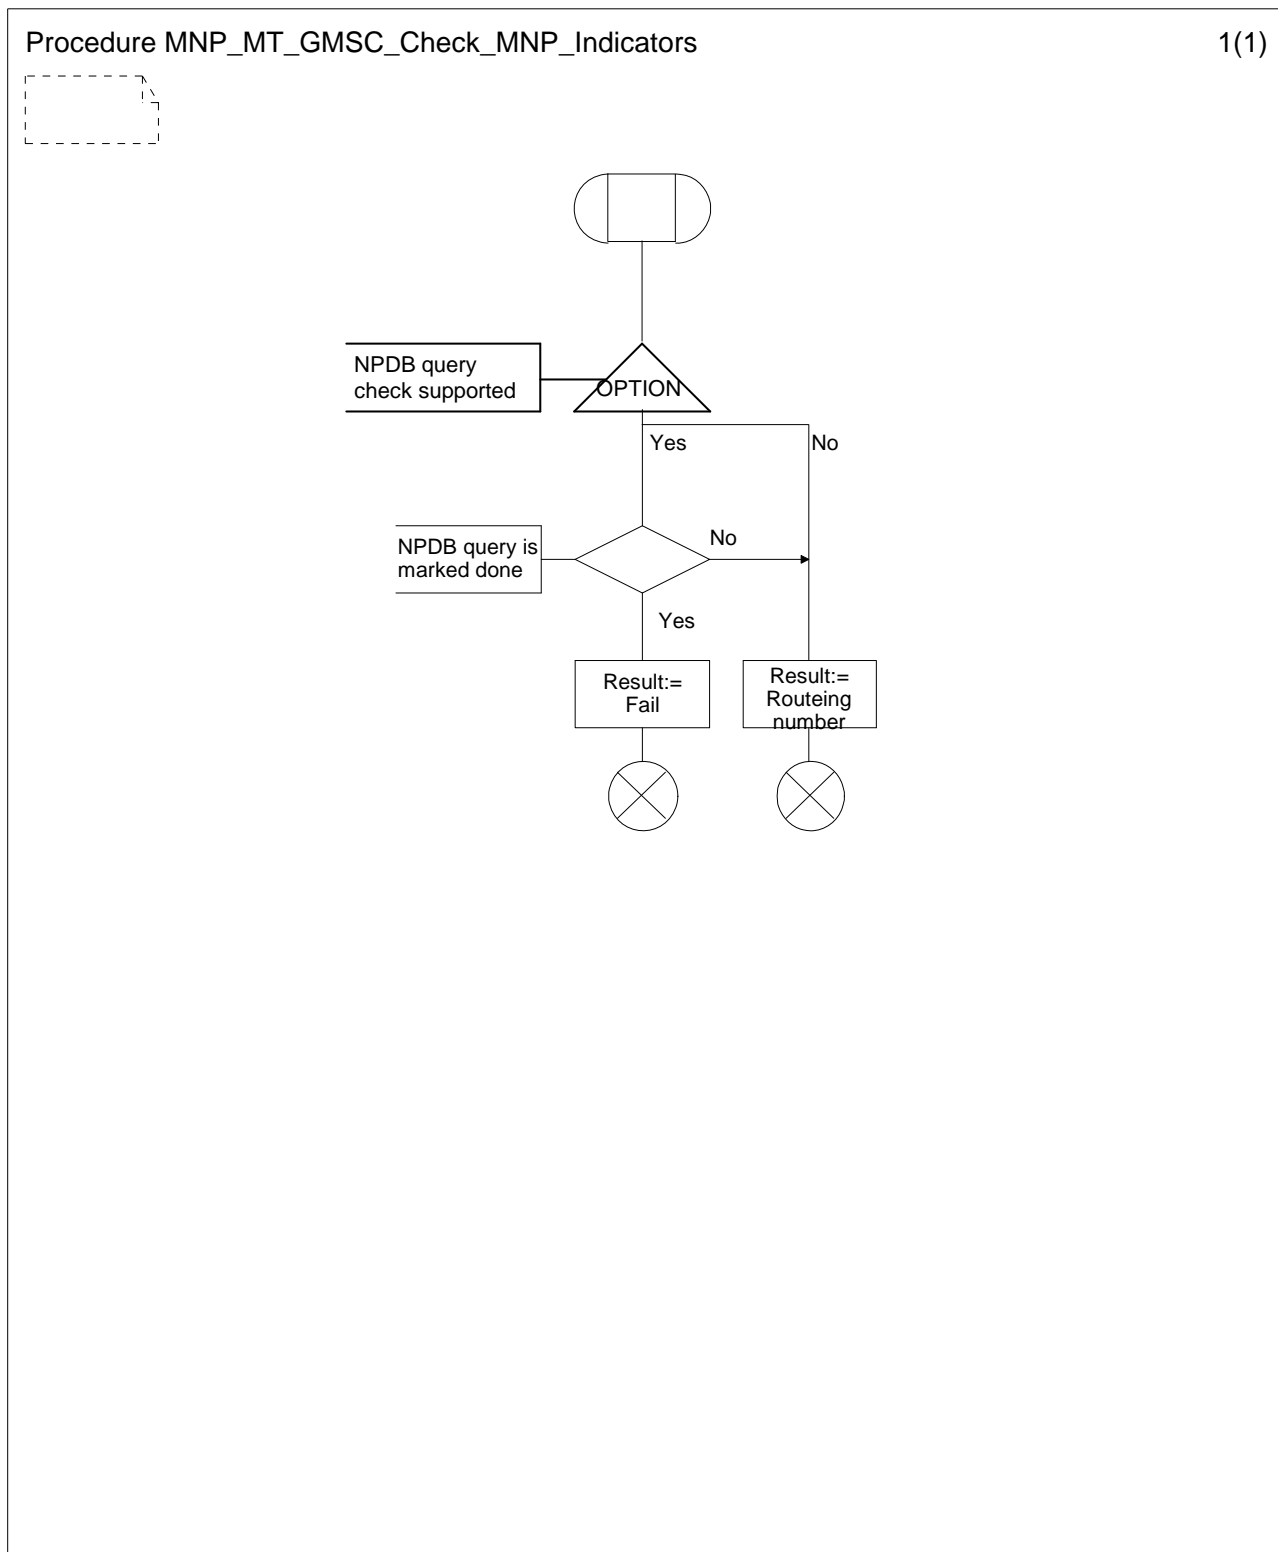 Procedure MNP_MT_GMSC_Check_MNP_Indicators
1(1)
NPDB query
check supported
OPTION
Yes
No
NPDB query is
marked done
No
Yes
Result:=
Fail
Result:=
Routeing
number